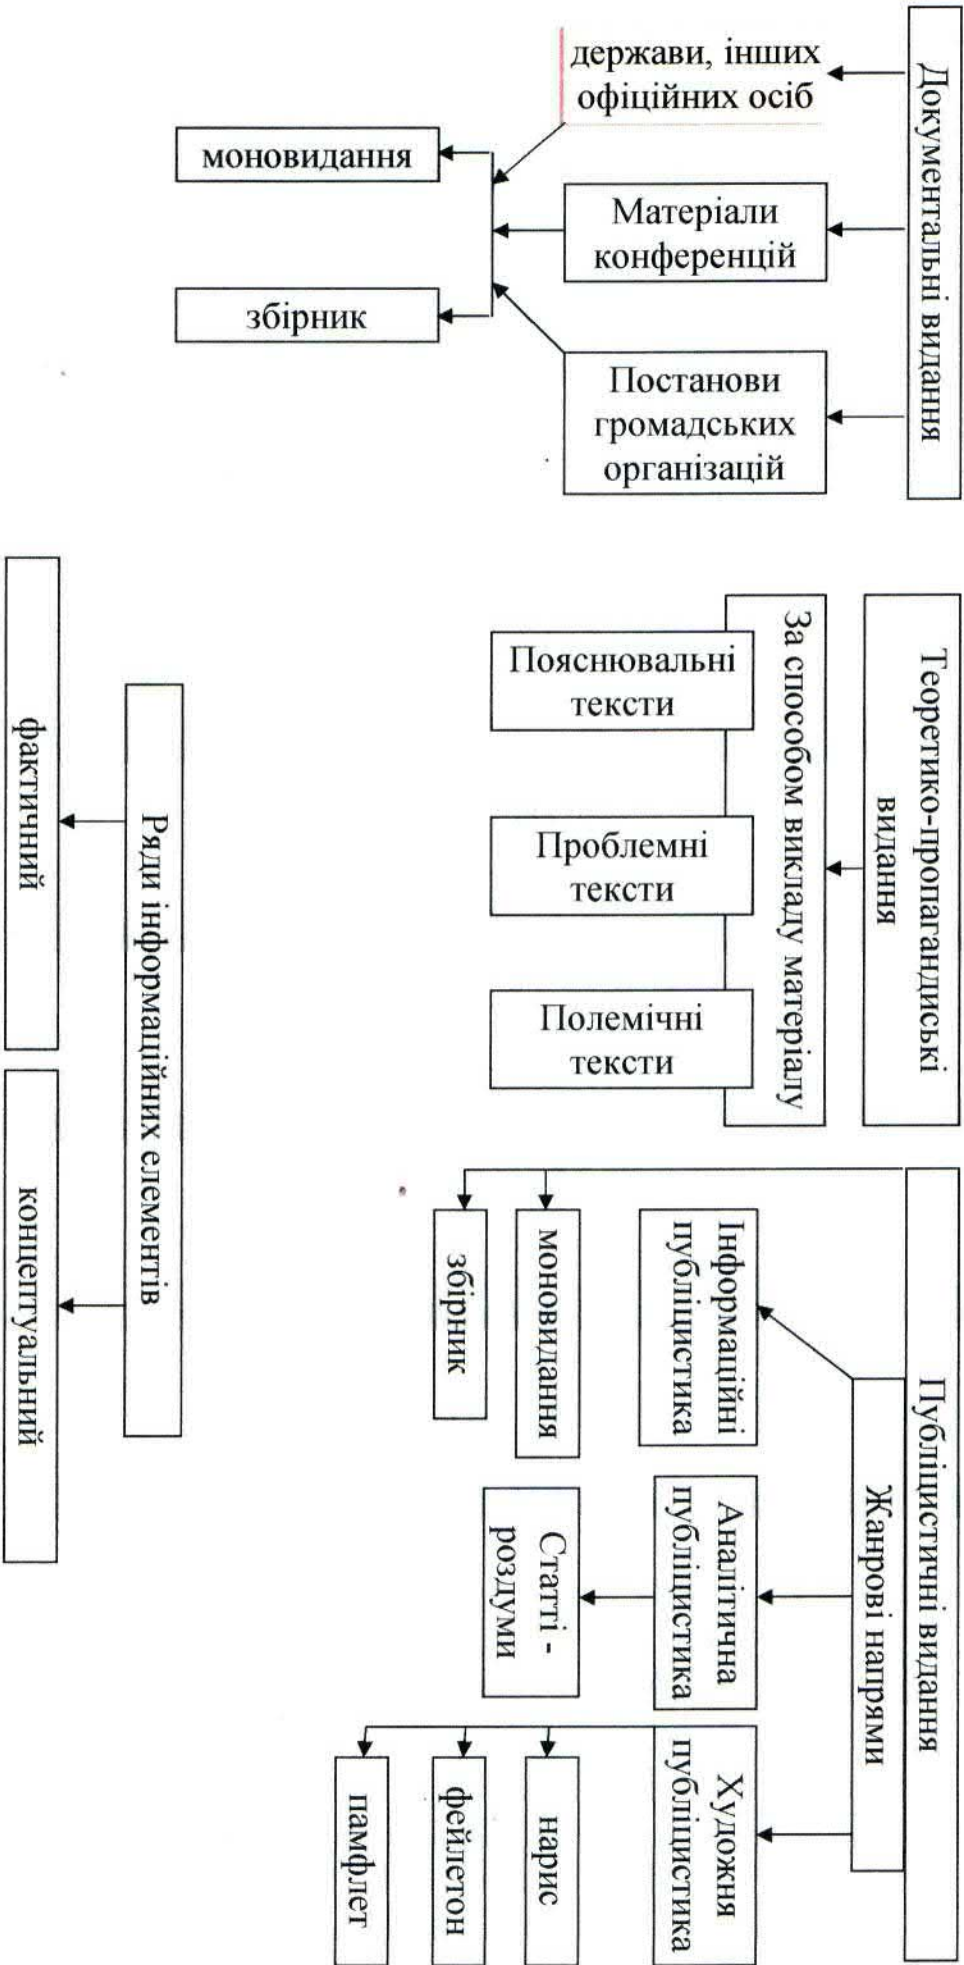 Документальні видання
держави, інших
офіційних осіб
Матеріали
конференцій
Постанови
громадських
організацій
моновидання
збірник
Теоретико-пропагандиські
видання
За способом викладу матеріалу
Пояснювальні
тексти
Проблемні
тексти
Полемічні
тексти
Публіцистичні видання
Жанрові напрями
Інформаційні
публіцистика
Аналітична
публіцистика
Художня
публіцистика
моновидання
збірник
Статті -
роздуми
нарис
фейлетон
памфлет
Ряди інформаційних елементів
фактичний
концептуальний